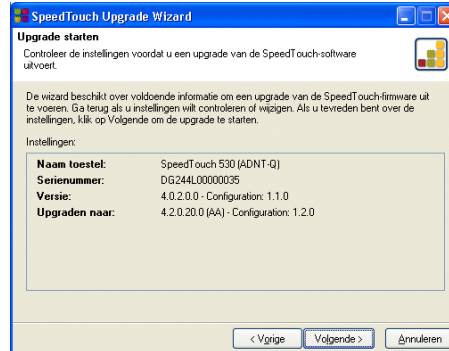 SpeedTouch Upgrade Wizard
Upgrade starten
Controleer de instellingen voordat u een upgrade van de SpeedTouch-software
uitvoert.
De wizard beschikt over voldoende informatie om een upgrade van de SpeedTouch-firmware uit
te voeren. Ga terug als u instellingen wilt controleren of wijzigen. Als u tevreden bent over de
instellingen, klik op Volgende om de upgrade te starten.
Instellingen:
Naam toestel: SpeedTouch 530 (ADNT-Q)
Serienummer: DG244L00000035
Versie: 4.0.2.0.0 - Configuration: 1.1.0
Upgraden naar: 4.2.0.20.0 (AA) - Configuration: 1.2.0
< Vorige Volgende > Annuleren